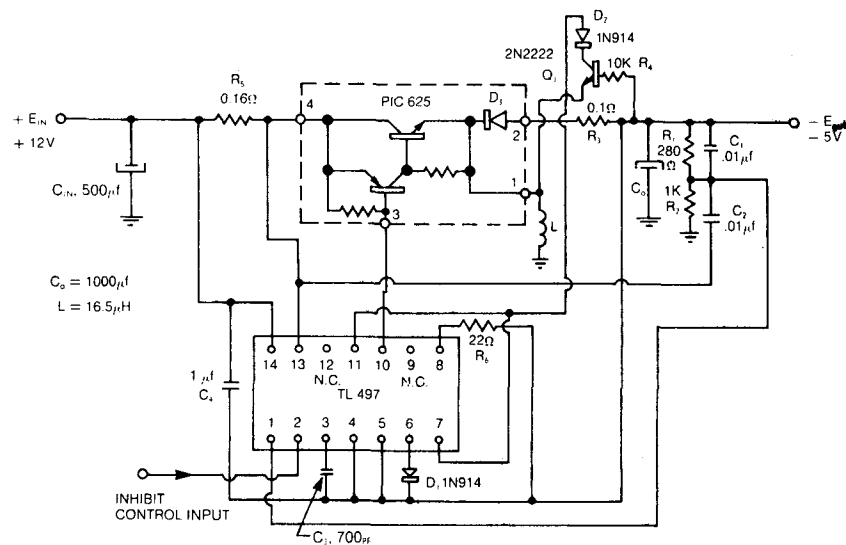 D₂
1N914
2N2222
Q₁
10K R₄
R₅
0.16Ω
4
PIC 625
D₃
2
0.1Ω
R₃
+ E_IN
+ 12V
– E
– 5V
C_IN, 500µf
3
1
L
C₀
R₁
280
Ω
C₁
.01µf
1K
R₂
C₂
.01µf
C₀ = 1000µf
L = 16.5µH
22Ω
R₆
14 13 12 11 10 9 8
N.C. N.C.
TL 497
1 µf
C₄
1 2 3 4 5 6 7
D₁ 1N914
INHIBIT
CONTROL INPUT
C₃, 700PF